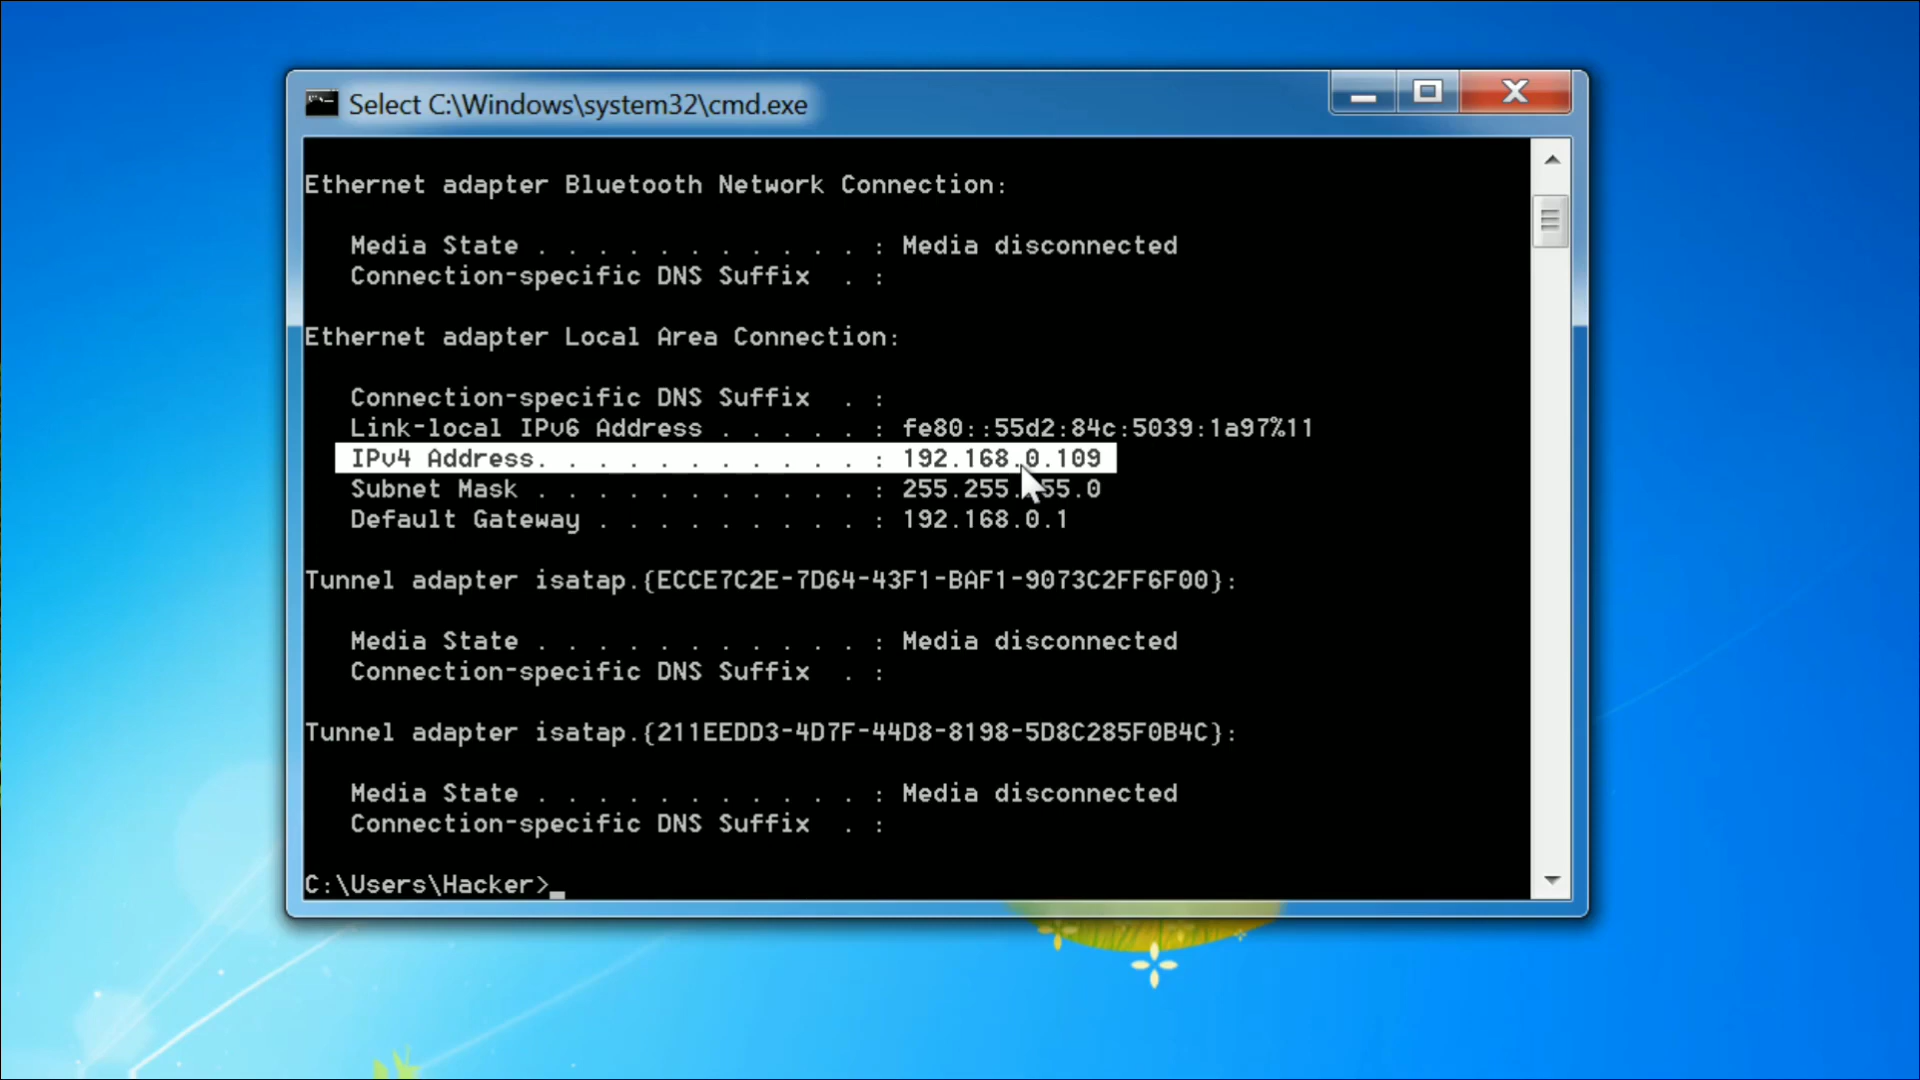 Select C:\Windows\system32\cmd.exe
Ethernet adapter Bluetooth Network Connection:
Media State . . . . . . . . . . . : Media disconnected
Connection-specific DNS Suffix . :
Ethernet adapter Local Area Connection:
Connection-specific DNS Suffix . :
Link-local IPv6 Address . . . . . : fe80::55d2:84c:5039:1a97%11
IPv4 Address. . . . . . . . . . . : 192.168.0.109
Subnet Mask . . . . . . . . . . . : 255.255.255.0
Default Gateway . . . . . . . . . : 192.168.0.1
Tunnel adapter isatap.{ECCE7C2E-7D64-43F1-BAF1-9073C2FF6F00}:
Media State . . . . . . . . . . . : Media disconnected
Connection-specific DNS Suffix . :
Tunnel adapter isatap.{211EEDD3-4D7F-44D8-8198-5D8C285F0B4C}:
Media State . . . . . . . . . . . : Media disconnected
Connection-specific DNS Suffix . :
C:\Users\Hacker>_